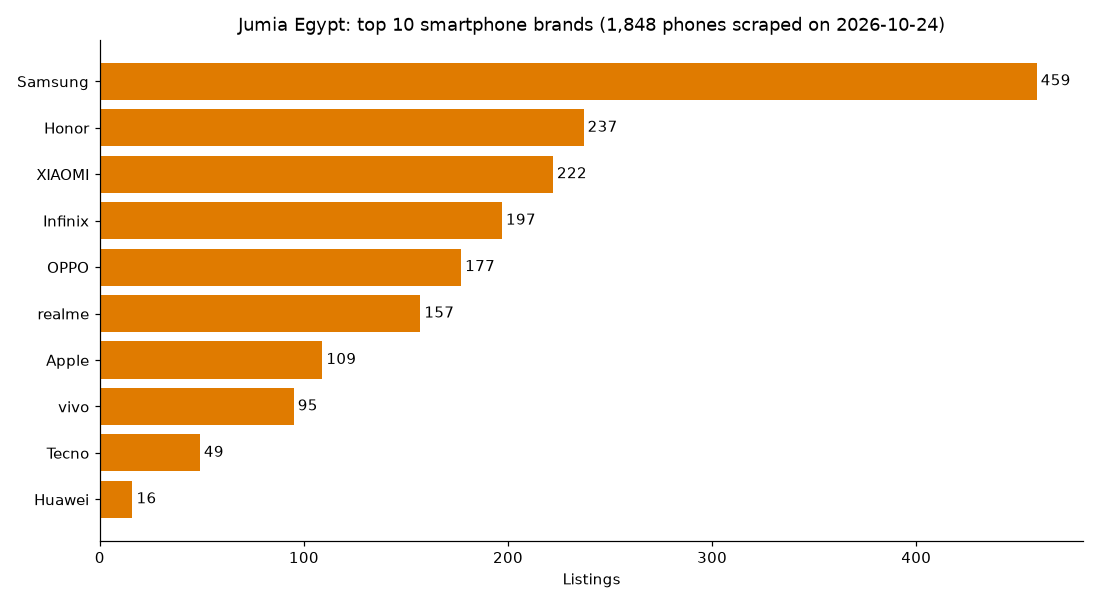 Jumia Egypt: top 10 smartphone brands (1,848 phones scraped on 2026-10-24)
Samsung 459
Honor 237
XIAOMI 222
Infinix 197
OPPO 177
realme 157
Apple 109
vivo 95
Tecno 49
Huawei 16
0 100 200 300 400
Listings